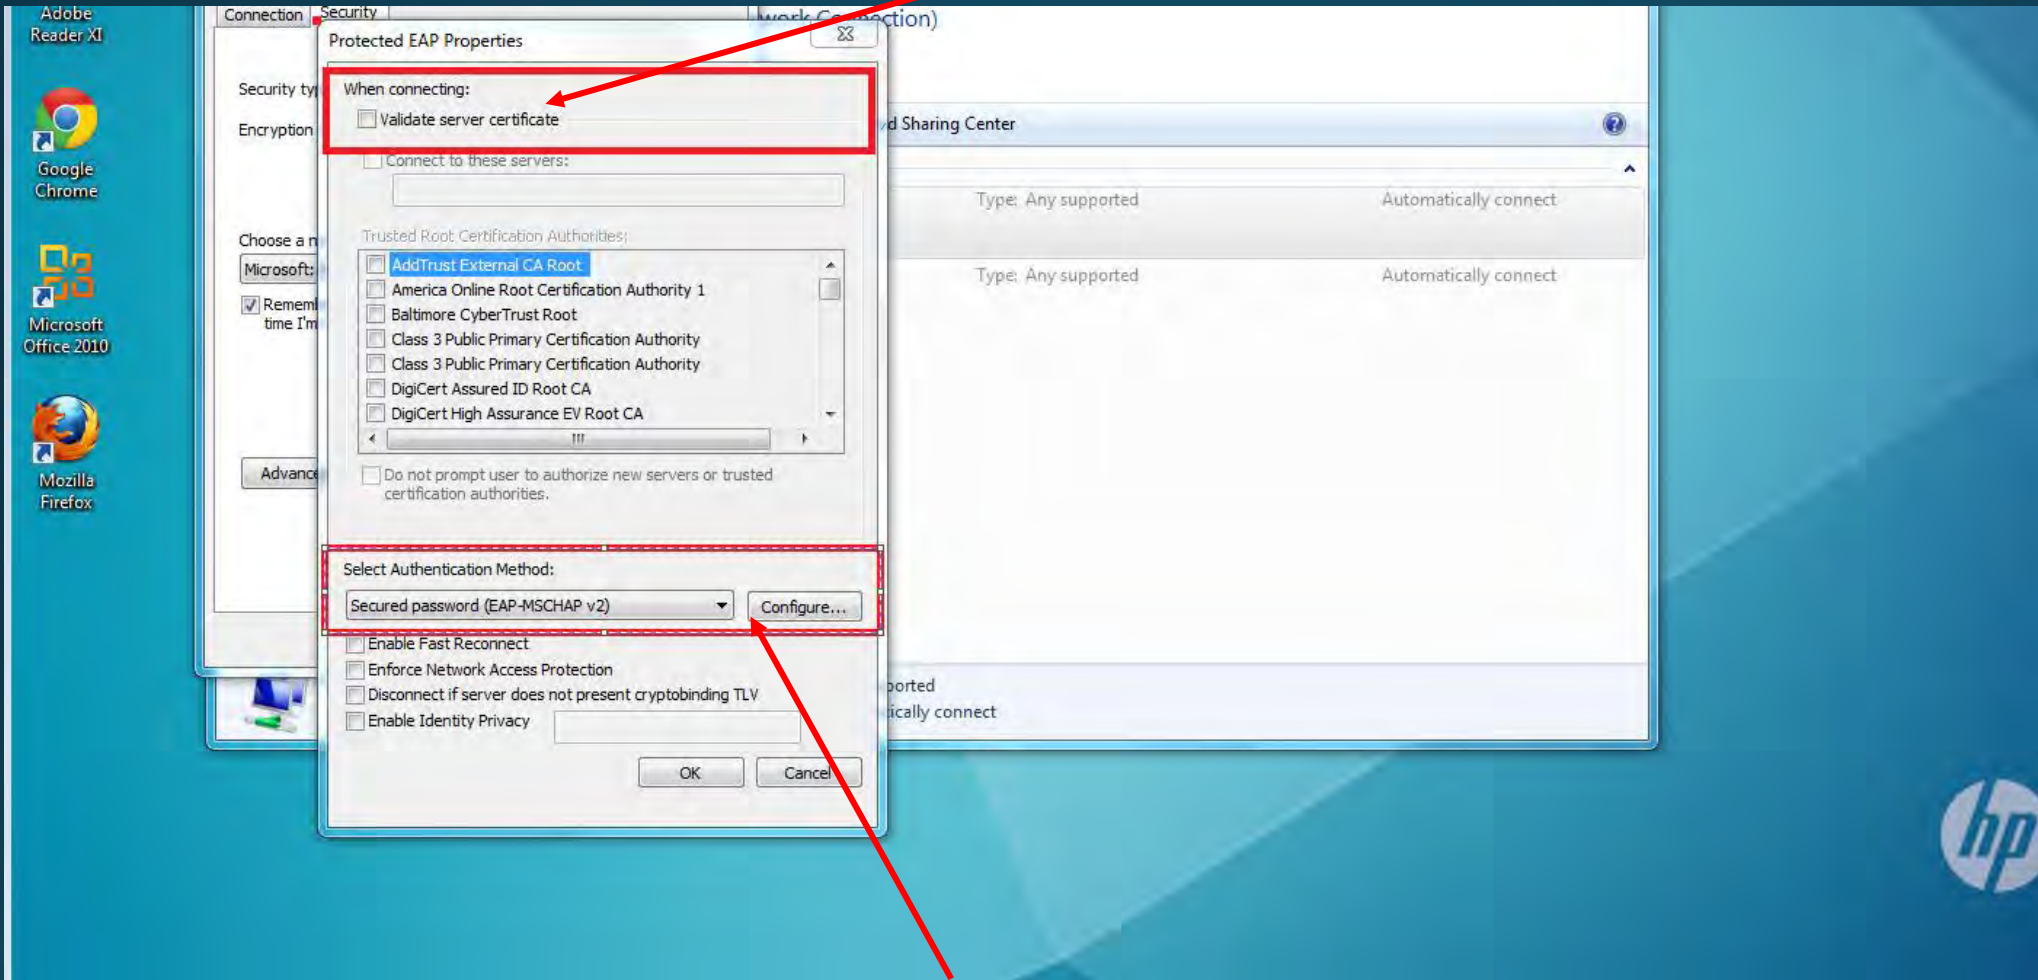 Adobe
Reader XI
Google
Chrome
Microsoft
Office 2010
Mozilla
Firefox
Connection
Security
Security
Encryption
Choose a
Microsoft:
time I'm
Protected EAP Properties
When connecting:
Validate server certificate
Connect to these servers:
Trusted Root Certification Authorities:
AddTrust External CA Root
America Online Root Certification Authority 1
Baltimore CyberTrust Root
Class 3 Public Primary Certification Authority
Class 3 Public Primary Certification Authority
DigiCert Assured ID Root CA
DigiCert High Assurance EV Root CA
Do not prompt user to authorize new servers or trusted
certification authorities.
Select Authentication Method:
Secured password (EAP-MSCHAP v2)
Configure...
Enable Fast Reconnect
Enforce Network Access Protection
Disconnect if server does not present cryptobinding TLV
Enable Identity Privacy
OK
Cancel
Sharing Center
Type: Any supported
Automatically connect
Type: Any supported
Automatically connect
connect
hp